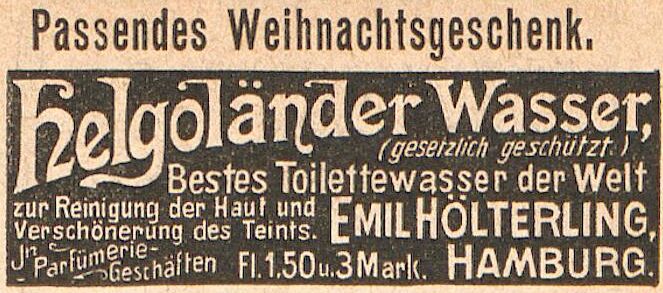 Passendes Weihnachtsgeschenk.
Helgoländer Wasser,
(gesetzlich geschützt.)
Bestes Toilettewasser der Welt
zur Reinigung der Haut und
Verschönerung des Teints.
EMIL HÖLTERLING,
Jn Parfümerie-
Geschäften
Fl. 1.50 u. 3 Mark.
HAMBURG.